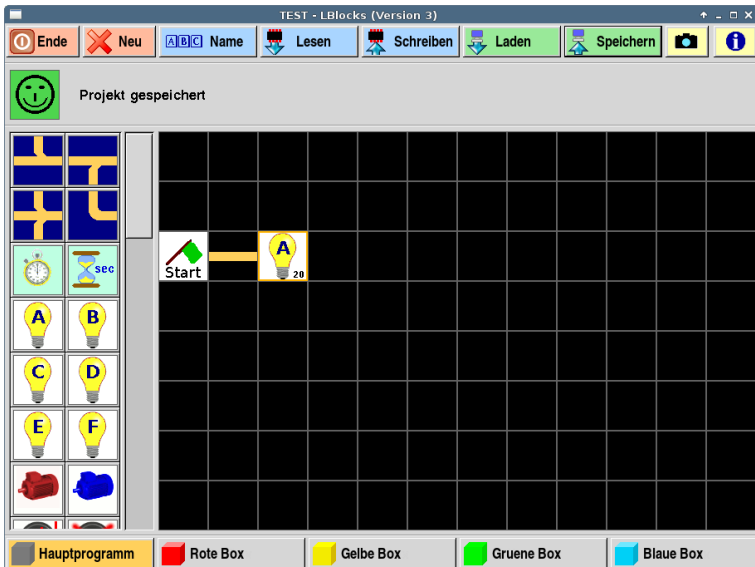 TEST - LBlocks (Version 3)
Ende Neu ABC Name Lesen Schreiben Laden Speichern i
Projekt gespeichert
sec
Start A 20
A B
C D
E F
Hauptprogramm Rote Box Gelbe Box Gruene Box Blaue Box